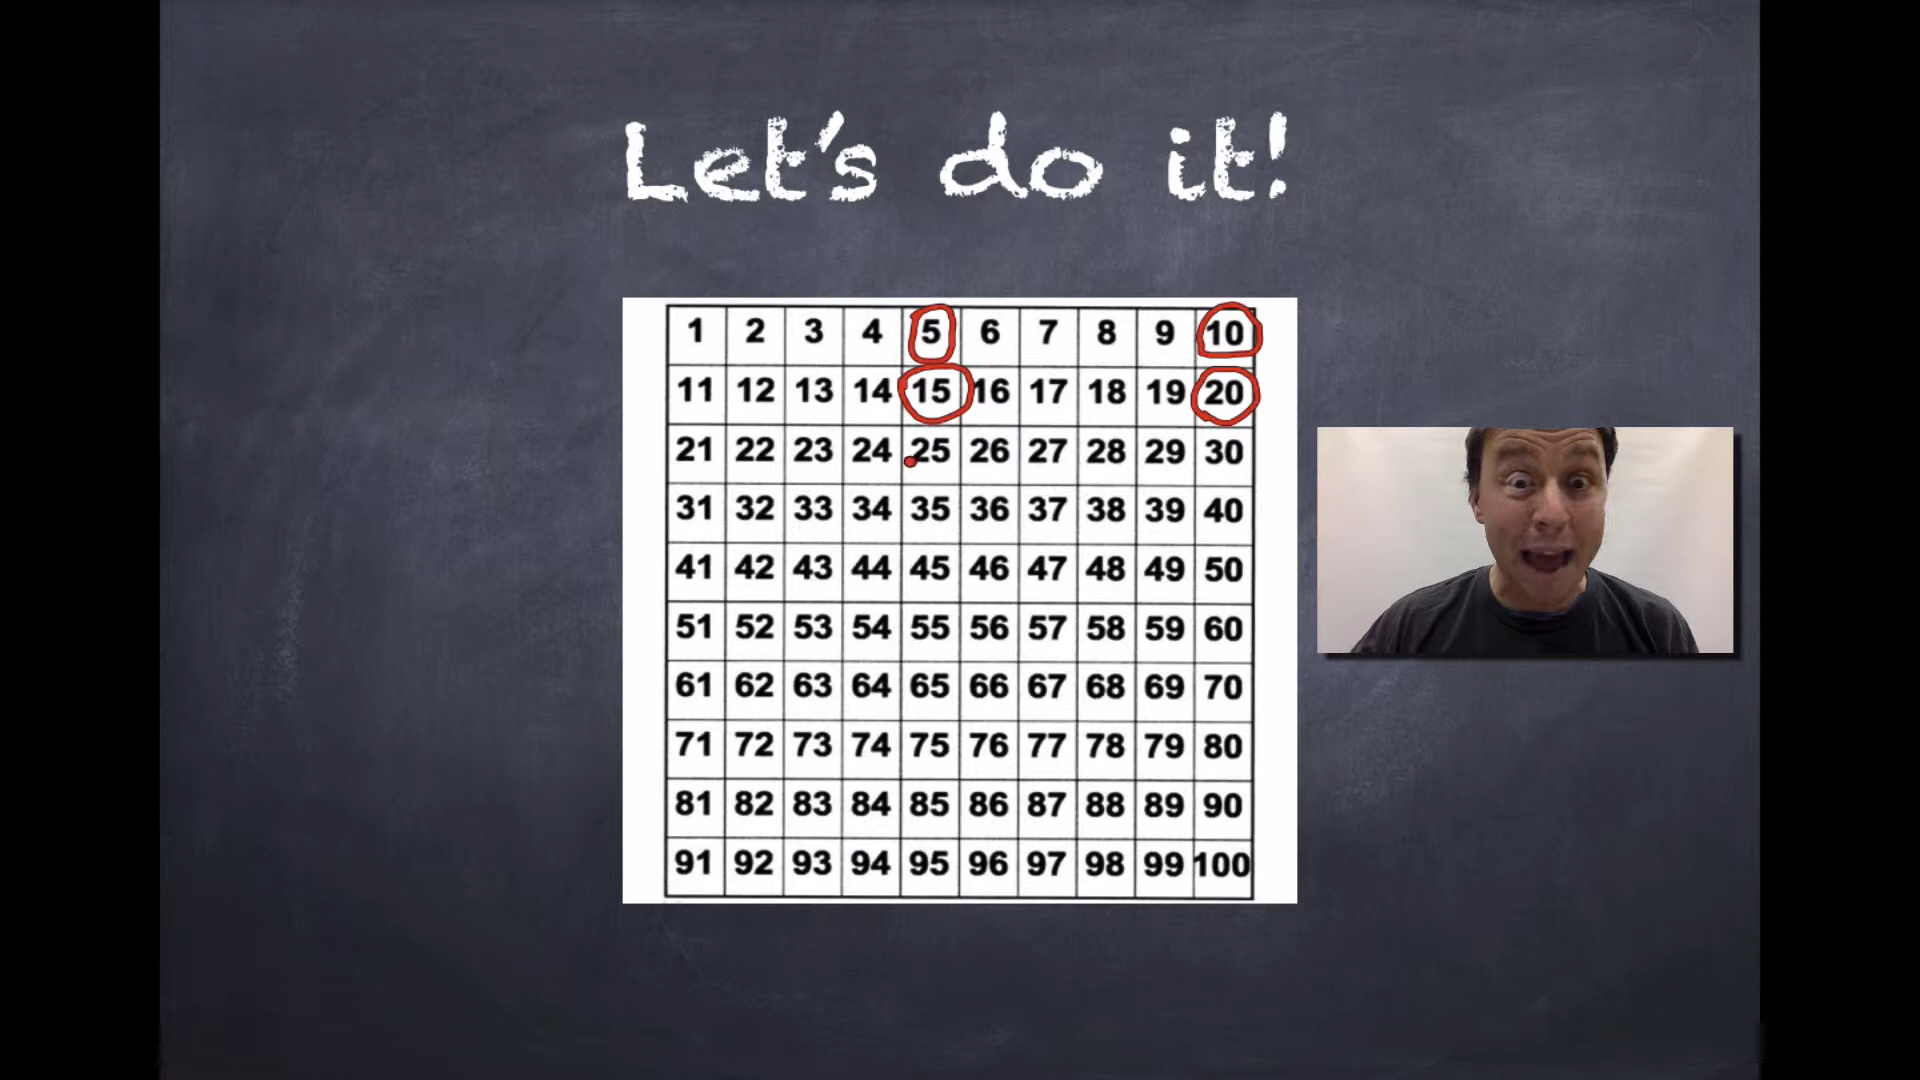 Let's do it!
1 2 3 4 5 6 7 8 9 10
11 12 13 14 15 16 17 18 19 20
21 22 23 24 25 26 27 28 29 30
31 32 33 34 35 36 37 38 39 40
41 42 43 44 45 46 47 48 49 50
51 52 53 54 55 56 57 58 59 60
61 62 63 64 65 66 67 68 69 70
71 72 73 74 75 76 77 78 79 80
81 82 83 84 85 86 87 88 89 90
91 92 93 94 95 96 97 98 99 100